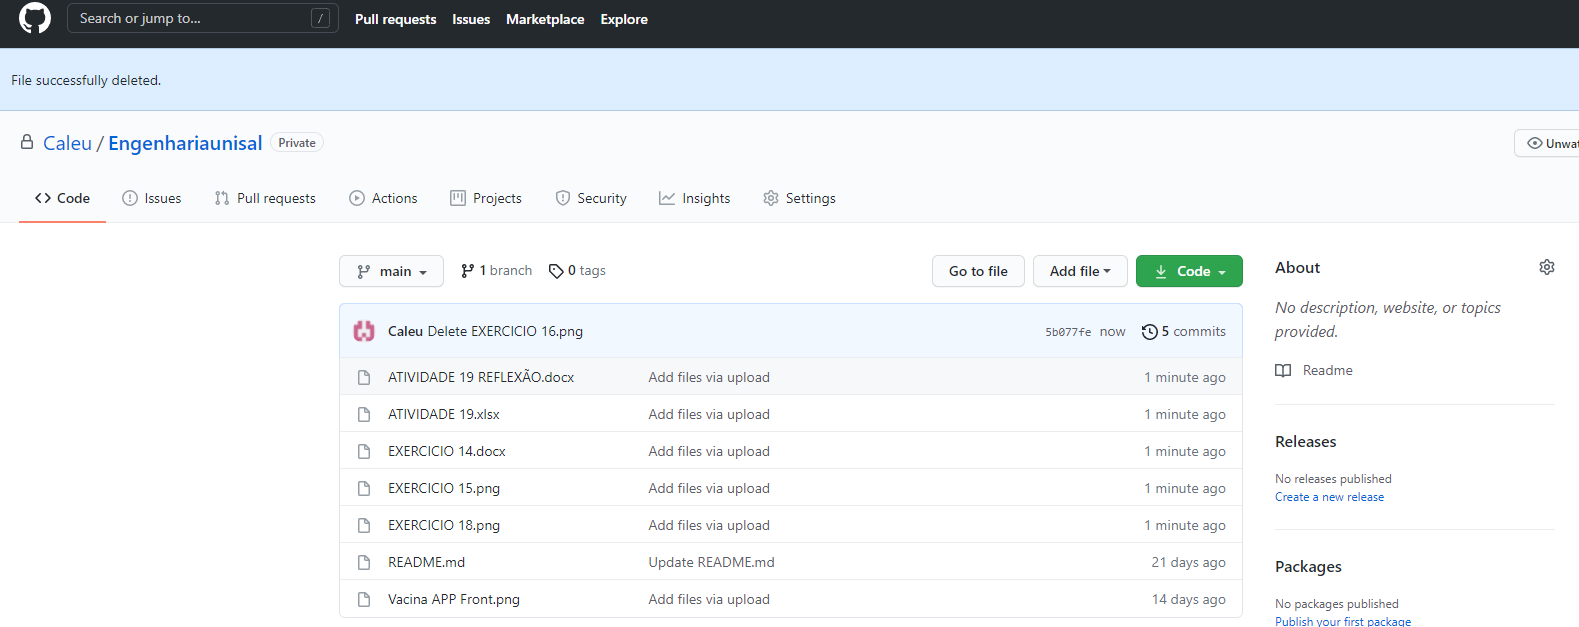 Search or jump to... /
Pull requests Issues Marketplace Explore
File successfully deleted.
Caleu / Engenhariaunisal Private
Unwat
Code Issues Pull requests Actions Projects Security Insights Settings
main 1 branch 0 tags
Go to file Add file Code
Caleu Delete EXERCICIO 16.png 5b077fe now 5 commits
ATIVIDADE 19 REFLEXÃO.docx Add files via upload 1 minute ago
ATIVIDADE 19.xlsx Add files via upload 1 minute ago
EXERCICIO 14.docx Add files via upload 1 minute ago
EXERCICIO 15.png Add files via upload 1 minute ago
EXERCICIO 18.png Add files via upload 1 minute ago
README.md Update README.md 21 days ago
Vacina APP Front.png Add files via upload 14 days ago
About
No description, website, or topics
provided.
Readme
Releases
No releases published
Create a new release
Packages
No packages published
Publish your first package